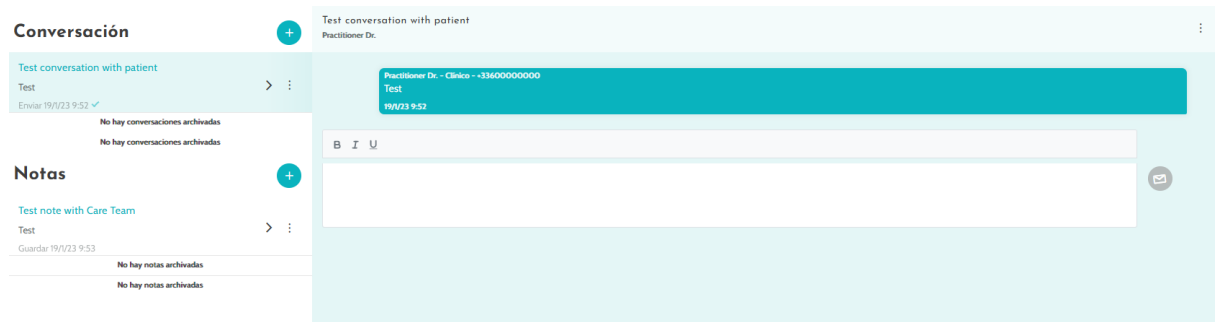 Conversación
+
Test conversation with patient
Test
Enviar 19/1/23 9:52
No hay conversaciones archivadas
No hay conversaciones archivadas
Notas
+
Test note with Care Team
Test
Guardar 19/1/23 9:53
No hay notas archivadas
No hay notas archivadas
Test conversation with patient
Practitioner Dr.
Practitioner Dr. - Clínico - +33600000000
Test
19/1/23 9:52
B I U